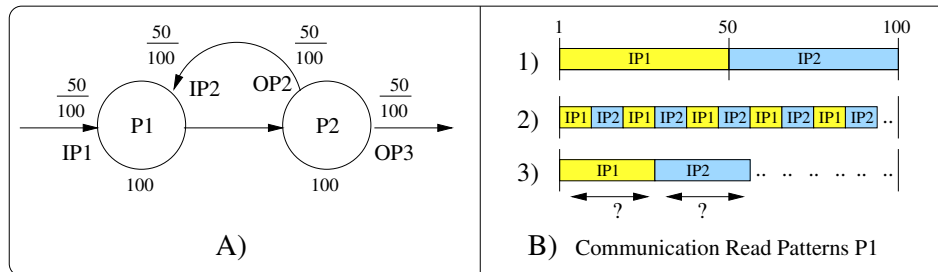 50
100
50
100
50
100
50
100
IP1
P1
IP2
OP2
P2
OP3
100
100
A)
1
50
100
1)
IP1
IP2
2)
IP1 IP2 IP1 IP2 IP1 IP2 IP1 IP2 IP1 IP2 ..
3)
IP1
IP2
.. .. .. .. .. ..
?
?
B) Communication Read Patterns P1